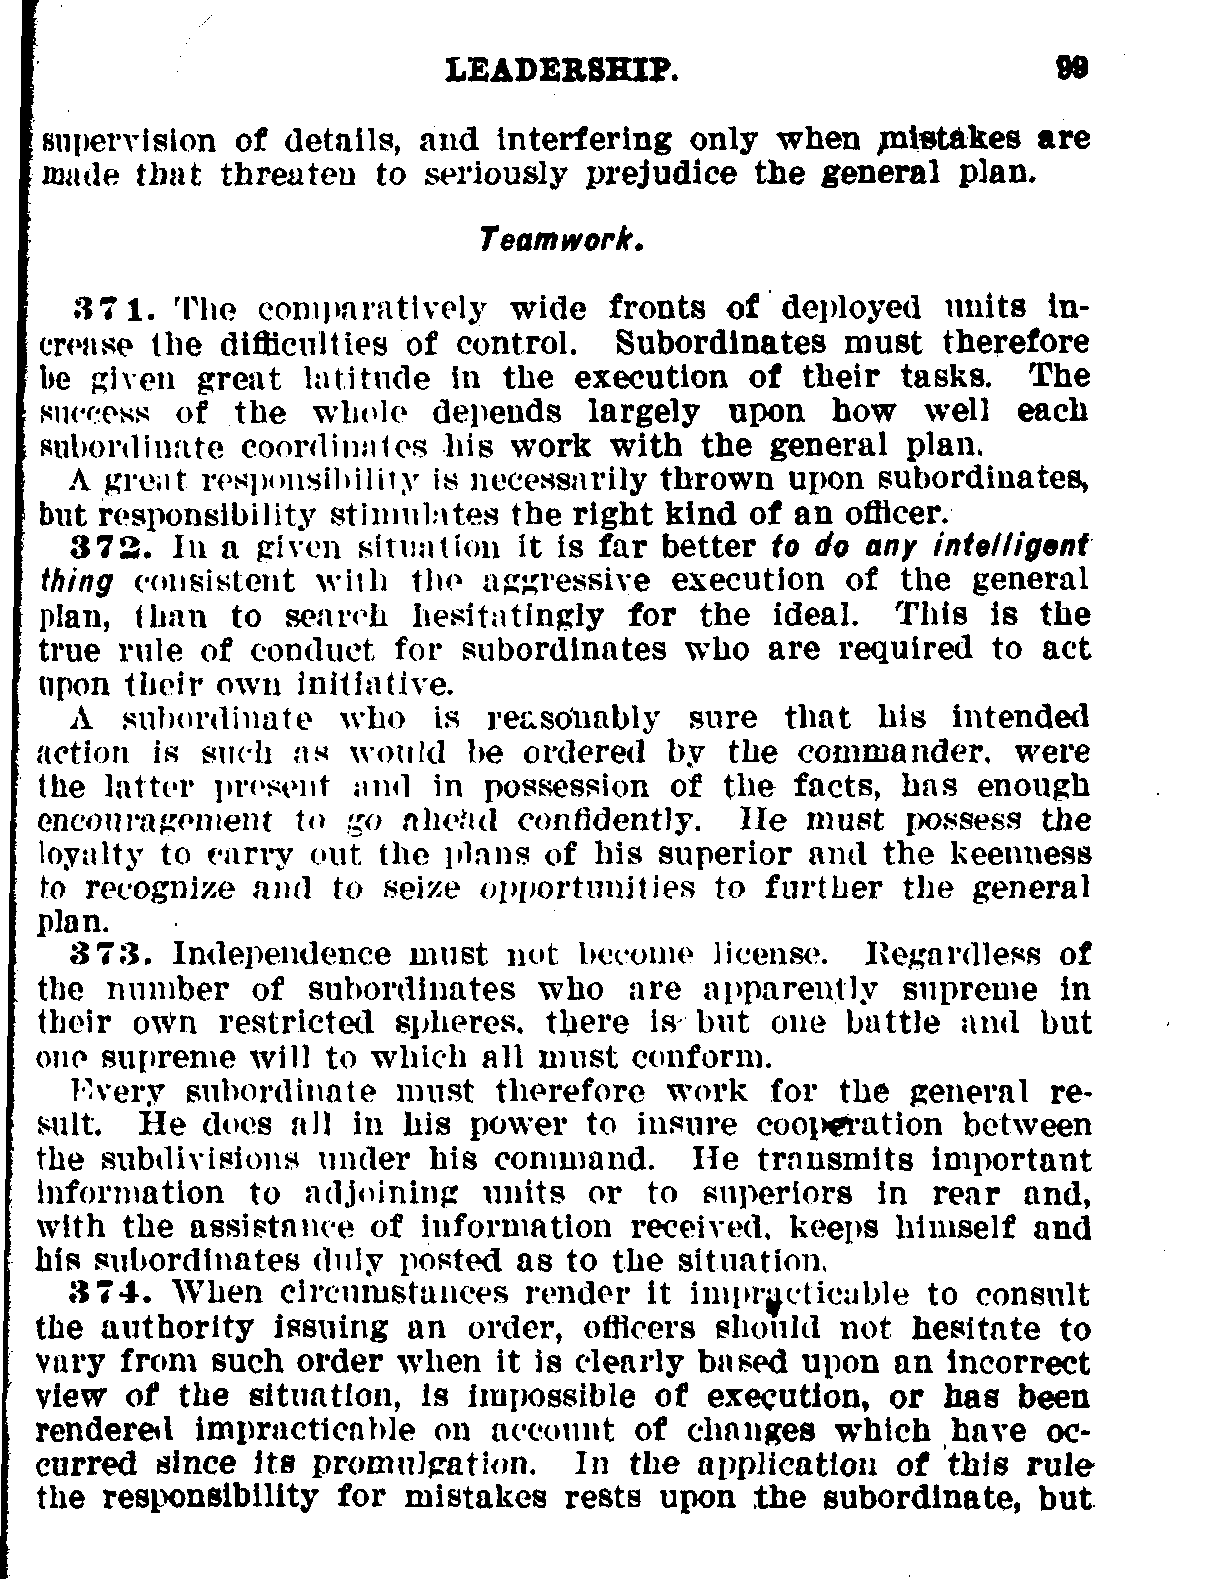 LEADERSHIP. 99
supervision of details, and interfering only when mistakes are
made that threaten to seriously prejudice the general plan.
Teamwork.
371. The comparatively wide fronts of deployed units in-
crease the difficulties of control. Subordinates must therefore
be given great latitude in the execution of their tasks. The
success of the whole depends largely upon how well each
subordinate coordinates his work with the general plan.
A great responsibility is necessarily thrown upon subordinates,
but responsibility stimulates the right kind of an officer.
372. In a given situation it is far better to do any intelligent
thing consistent with the aggressive execution of the general
plan, than to search hesitatingly for the ideal. This is the
true rule of conduct for subordinates who are required to act
upon their own initiative.
A subordinate who is reasonably sure that his intended
action is such as would be ordered by the commander, were
the latter present and in possession of the facts, has enough
encouragement to go ahead confidently. He must possess the
loyalty to carry out the plans of his superior and the keenness
to recognize and to seize opportunities to further the general
plan.
373. Independence must not become license. Regardless of
the number of subordinates who are apparently supreme in
their own restricted spheres, there is but one battle and but
one supreme will to which all must conform.
Every subordinate must therefore work for the general re-
sult. He does all in his power to insure cooperation between
the subdivisions under his command. He transmits important
information to adjoining units or to superiors in rear and,
with the assistance of information received, keeps himself and
his subordinates duly posted as to the situation.
374. When circumstances render it impracticable to consult
the authority issuing an order, officers should not hesitate to
vary from such order when it is clearly based upon an incorrect
view of the situation, is impossible of execution, or has been
rendered impracticable on account of changes which have oc-
curred since its promulgation. In the application of this rule
the responsibility for mistakes rests upon the subordinate, but